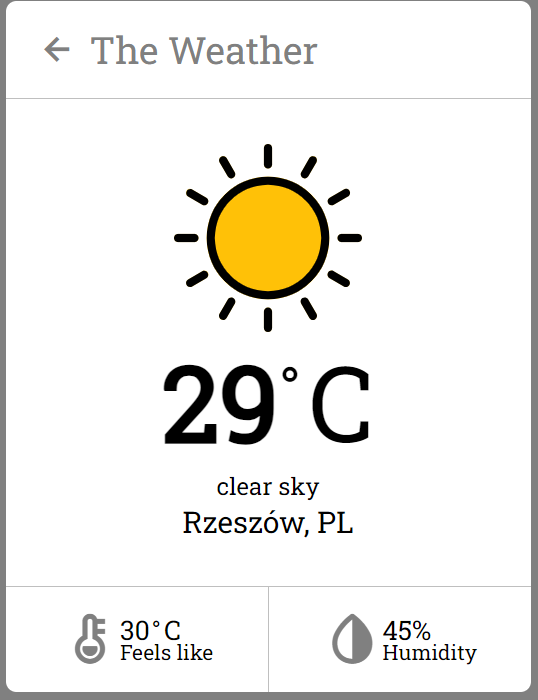 The Weather
29°C
clear sky
Rzeszów, PL
30°C
Feels like
45%
Humidity